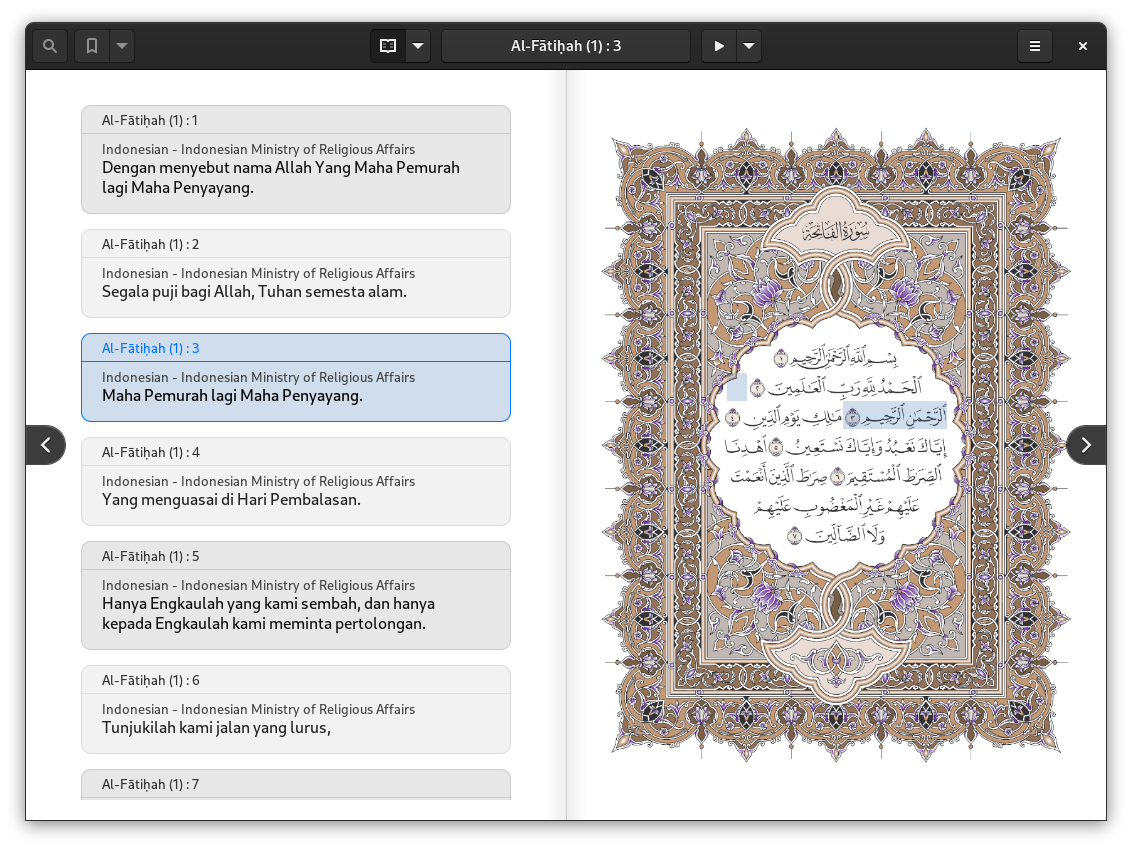 Al-Fātiḥah (1) : 3
Al-Fātiḥah (1) : 1
Indonesian - Indonesian Ministry of Religious Affairs
Dengan menyebut nama Allah Yang Maha Pemurah
lagi Maha Penyayang.
Al-Fātiḥah (1) : 2
Indonesian - Indonesian Ministry of Religious Affairs
Segala puji bagi Allah, Tuhan semesta alam.
Al-Fātiḥah (1) : 3
Indonesian - Indonesian Ministry of Religious Affairs
Maha Pemurah lagi Maha Penyayang.
Al-Fātiḥah (1) : 4
Indonesian - Indonesian Ministry of Religious Affairs
Yang menguasai di Hari Pembalasan.
Al-Fātiḥah (1) : 5
Indonesian - Indonesian Ministry of Religious Affairs
Hanya Engkaulah yang kami sembah, dan hanya
kepada Engkaulah kami meminta pertolongan.
Al-Fātiḥah (1) : 6
Indonesian - Indonesian Ministry of Religious Affairs
Tunjukilah kami jalan yang lurus,
Al-Fātiḥah (1) : 7
سُورَةُ الفَاتِحَةِ
بِسْمِ ٱللَّهِ ٱلرَّحْمَٰنِ ٱلرَّحِيمِ ١
ٱلْحَمْدُ لِلَّهِ رَبِّ ٱلْعَٰلَمِينَ ٢
ٱلرَّحْمَٰنِ ٱلرَّحِيمِ ٣ مَٰلِكِ يَوْمِ ٱلدِّينِ ٤
إِيَّاكَ نَعْبُدُ وَإِيَّاكَ نَسْتَعِينُ ٥ ٱهْدِنَا
ٱلصِّرَٰطَ ٱلْمُسْتَقِيمَ ٦ صِرَٰطَ ٱلَّذِينَ أَنْعَمْتَ
عَلَيْهِمْ غَيْرِ ٱلْمَغْضُوبِ عَلَيْهِمْ
وَلَا ٱلضَّآلِّينَ ٧